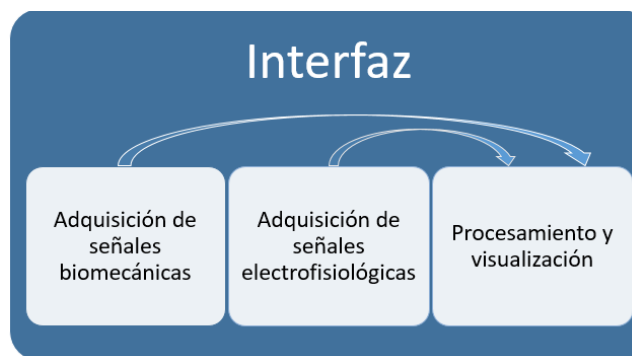 Interfaz
Adquisición de
señales
biomecánicas
Adquisición de
señales
electrofisiológicas
Procesamiento y
visualización